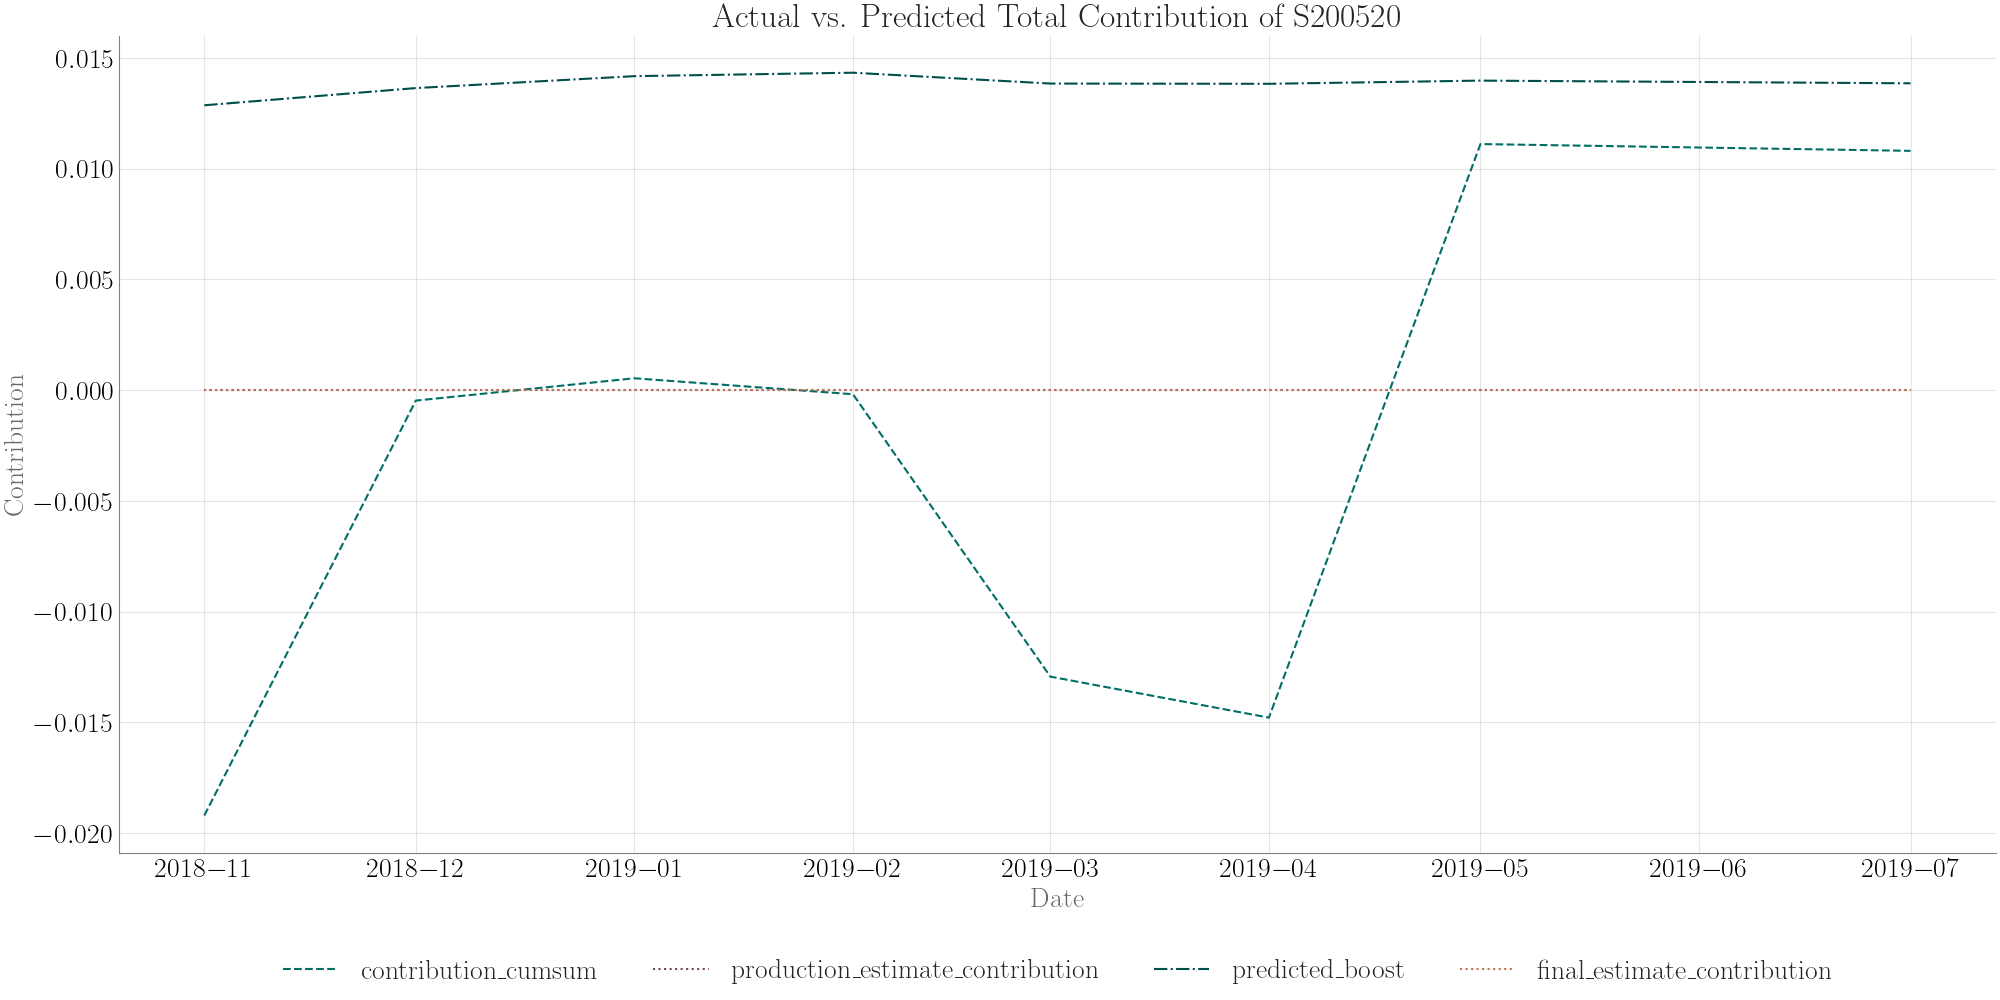 Actual vs. Predicted Total Contribution of S200520
0.015
0.010
0.005
0.000
−0.005
−0.010
−0.015
−0.020
Contribution
2018−11 2018−12 2019−01 2019−02 2019−03 2019−04 2019−05 2019−06 2019−07
Date
contribution_cumsum production_estimate_contribution predicted_boost final_estimate_contribution